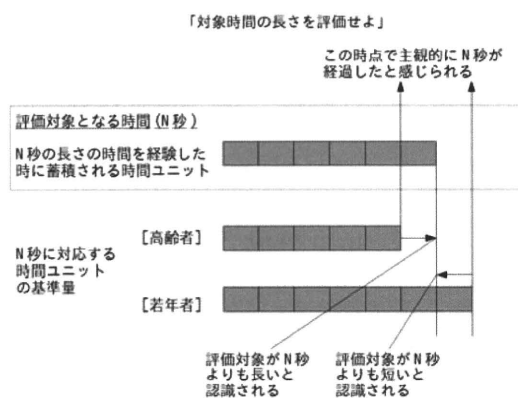 「対象時間の長さを評価せよ」
この時点で主観的にN秒が
経過したと感じられる
評価対象となる時間(N秒)
N秒の長さの時間を経験した
時に蓄積される時間ユニット
[高齢者]
N秒に対応する
時間ユニット
の基準量
[若年者]
評価対象がN秒
よりも長いと
認識される
評価対象がN秒
よりも短いと
認識される